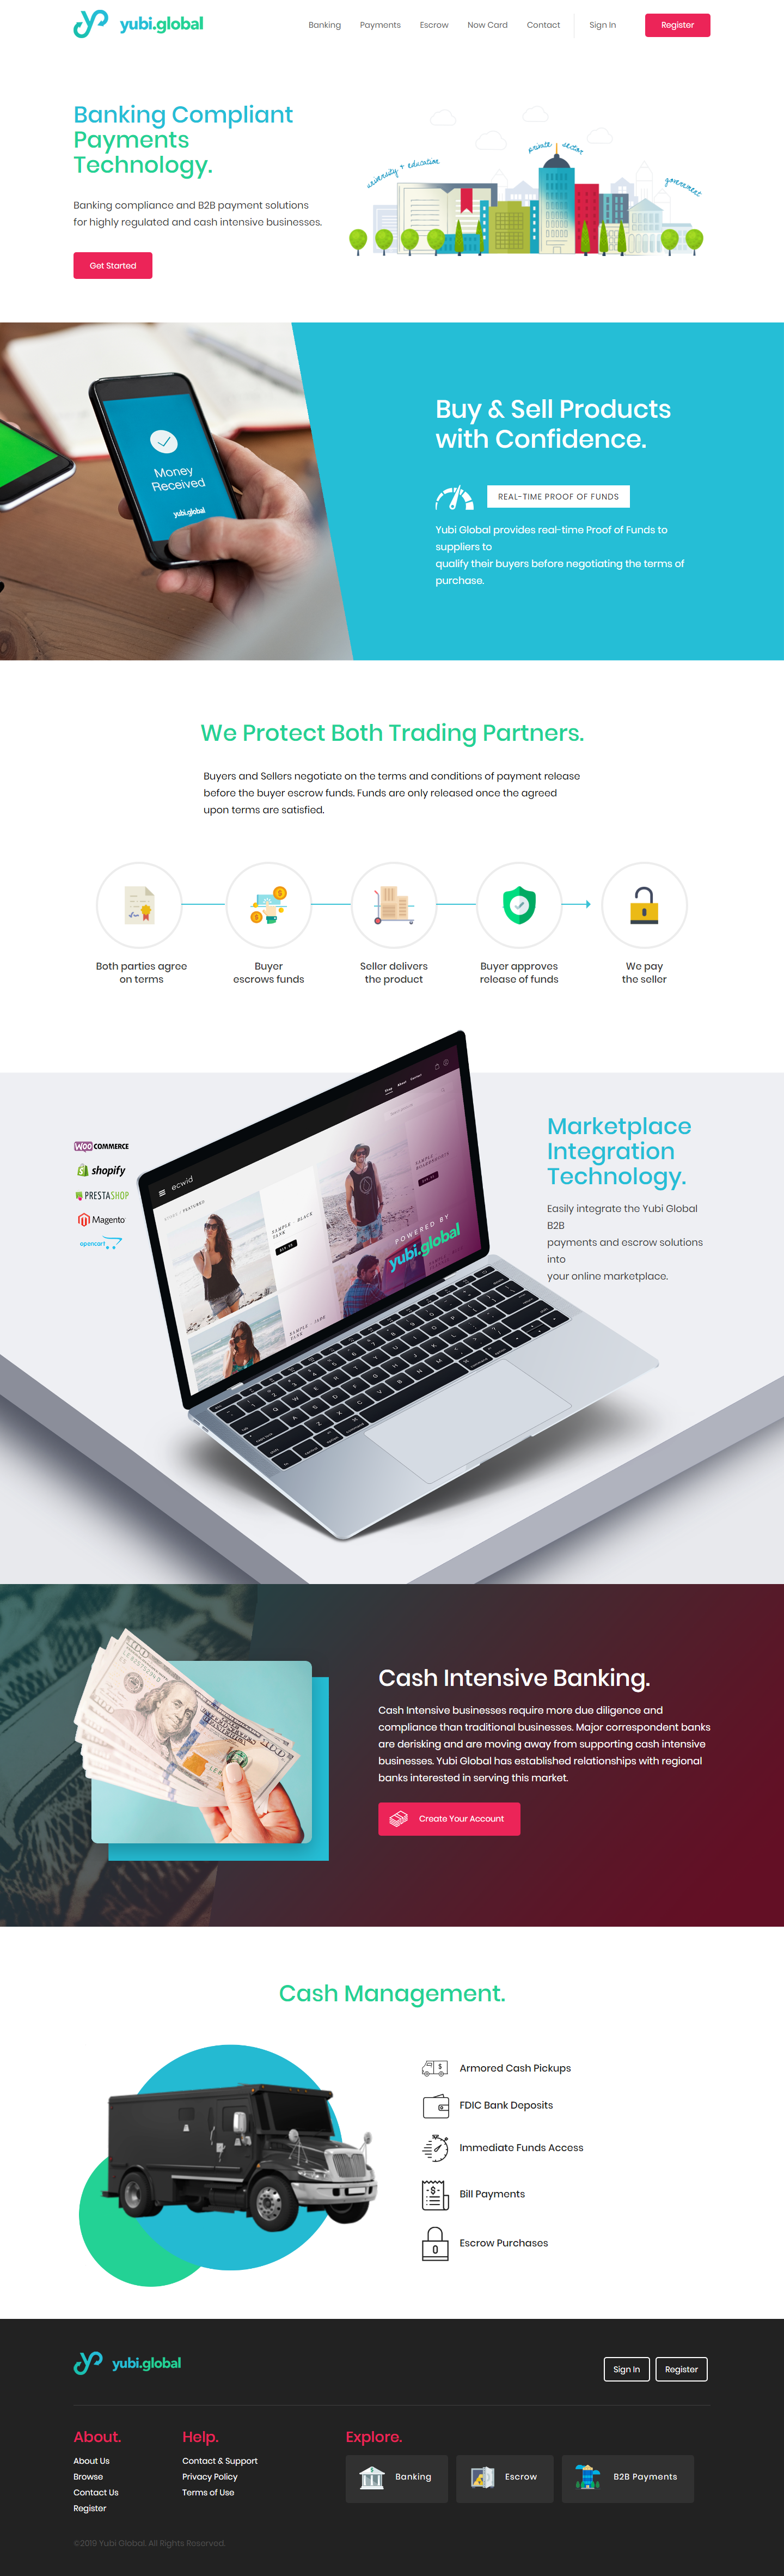 yubi.global
Banking Payments Escrow Now Card Contact Sign In Register
Banking Compliant
Payments
Technology.
university + education
private sector
government
Banking compliance and B2B payment solutions
for highly regulated and cash intensive businesses.
Get Started
Money
Received
yubi.global
Buy & Sell Products
with Confidence.
REAL-TIME PROOF OF FUNDS
Yubi Global provides real-time Proof of Funds to
suppliers to
qualify their buyers before negotiating the terms of
purchase.
We Protect Both Trading Partners.
Buyers and Sellers negotiate on the terms and conditions of payment release
before the buyer escrow funds. Funds are only released once the agreed
upon terms are satisfied.
Both parties agree
on terms
Buyer
escrows funds
Seller delivers
the product
Buyer approves
release of funds
We pay
the seller
WOO COMMERCE
shopify
PRESTASHOP
Magento
opencart
ecwid
POWERED BY
yubi.global
Marketplace
Integration
Technology.
Easily integrate the Yubi Global
B2B
payments and escrow solutions
into
your online marketplace.
Cash Intensive Banking.
Cash Intensive businesses require more due diligence and
compliance than traditional businesses. Major correspondent banks
are derisking and are moving away from supporting cash intensive
businesses. Yubi Global has established relationships with regional
banks interested in serving this market.
Create Your Account
Cash Management.
Armored Cash Pickups
FDIC Bank Deposits
Immediate Funds Access
Bill Payments
Escrow Purchases
yubi.global
Sign In Register
About.
About Us
Browse
Contact Us
Register
Help.
Contact & Support
Privacy Policy
Terms of Use
Explore.
Banking
Escrow
B2B Payments
©2019 Yubi Global. All Rights Reserved.